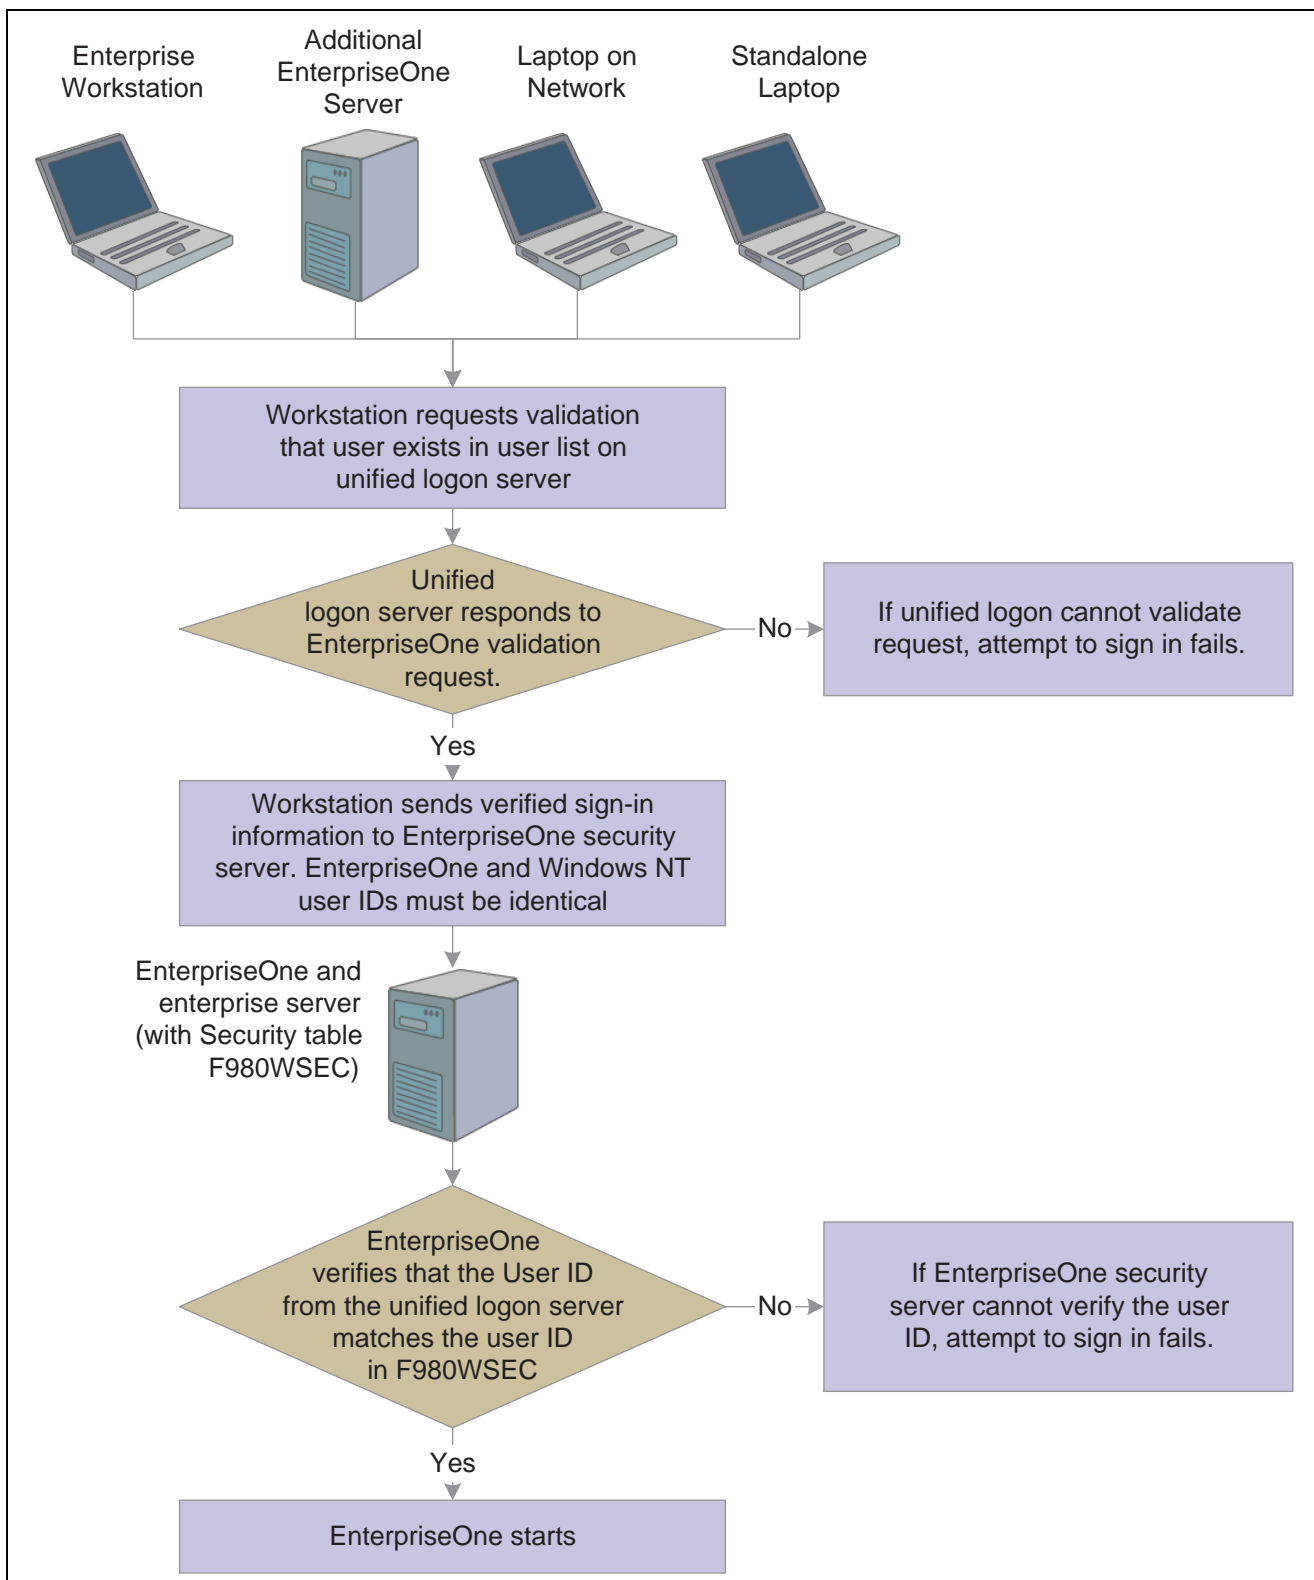 Enterprise
Workstation
Additional
EnterpriseOne
Server
Laptop on
Network
Standalone
Laptop
Workstation requests validation
that user exists in user list on
unified logon server
Unified
logon server responds to
EnterpriseOne validation
request.
No
If unified logon cannot validate
request, attempt to sign in fails.
Yes
Workstation sends verified sign-in
information to EnterpriseOne security
server. EnterpriseOne and Windows NT
user IDs must be identical
EnterpriseOne and
enterprise server
(with Security table
F980WSEC)
EnterpriseOne
verifies that the User ID
from the unified logon server
matches the user ID
in F980WSEC
No
If EnterpriseOne security
server cannot verify the user
ID, attempt to sign in fails.
Yes
EnterpriseOne starts